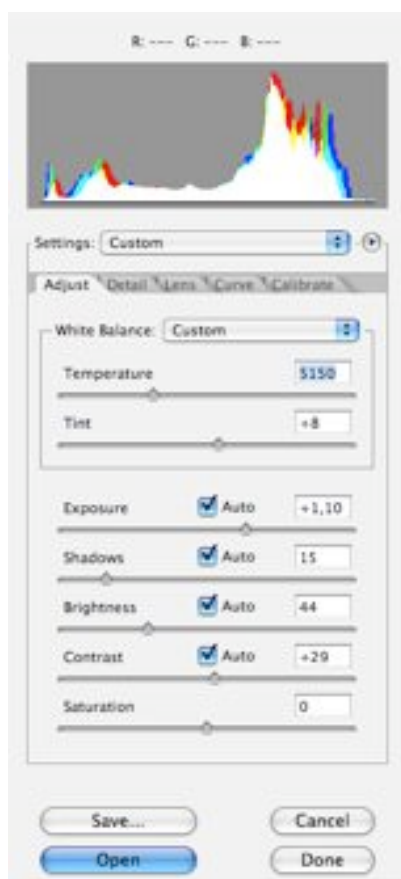 R: --- G: --- B: ---
Settings: Custom
Adjust Detail Lens Curve Calibrate
White Balance: Custom
Temperature 5150
Tint +8
Exposure Auto +1,10
Shadows Auto 15
Brightness Auto 44
Contrast Auto +29
Saturation 0
Save... Cancel
Open Done